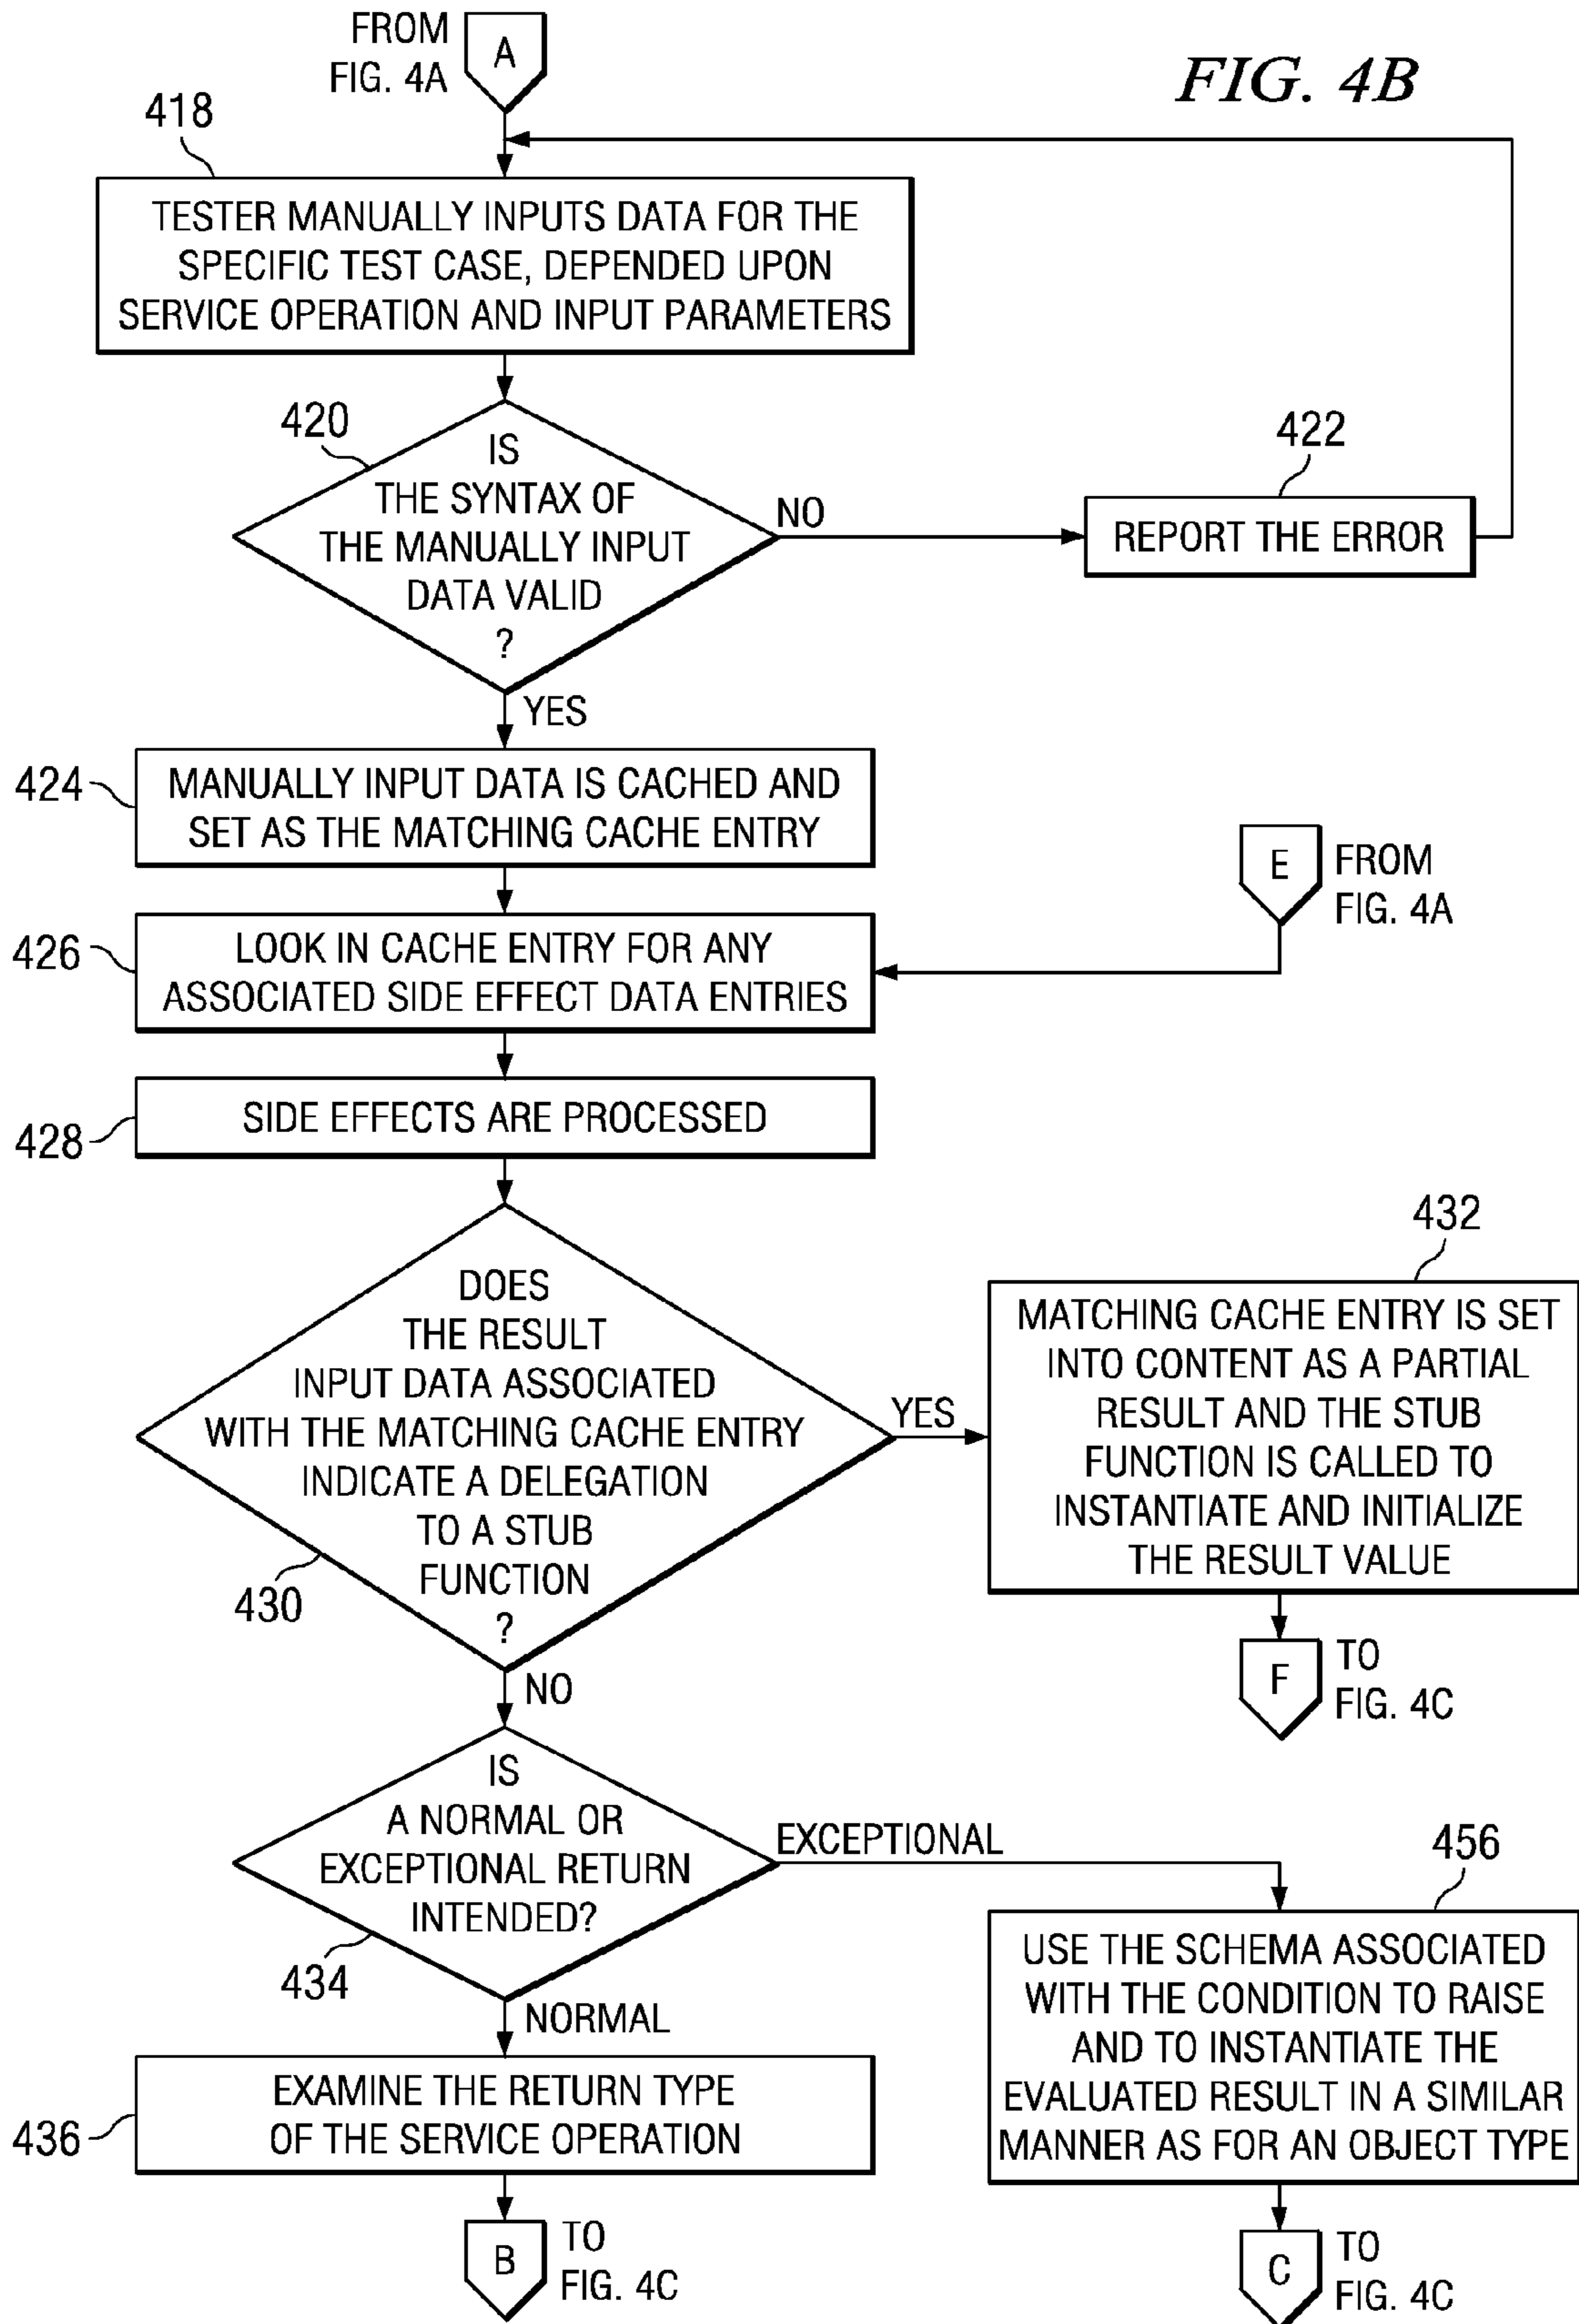 FROM
FIG. 4A
A
FIG. 4B
418
TESTER MANUALLY INPUTS DATA FOR THE
SPECIFIC TEST CASE, DEPENDED UPON
SERVICE OPERATION AND INPUT PARAMETERS
420
IS
THE SYNTAX OF
THE MANUALLY INPUT
DATA VALID
?
NO
422
REPORT THE ERROR
YES
424
MANUALLY INPUT DATA IS CACHED AND
SET AS THE MATCHING CACHE ENTRY
E
FROM
FIG. 4A
426
LOOK IN CACHE ENTRY FOR ANY
ASSOCIATED SIDE EFFECT DATA ENTRIES
428
SIDE EFFECTS ARE PROCESSED
DOES
THE RESULT
INPUT DATA ASSOCIATED
WITH THE MATCHING CACHE ENTRY
INDICATE A DELEGATION
TO A STUB
FUNCTION
?
430
YES
432
MATCHING CACHE ENTRY IS SET
INTO CONTENT AS A PARTIAL
RESULT AND THE STUB
FUNCTION IS CALLED TO
INSTANTIATE AND INITIALIZE
THE RESULT VALUE
F
TO
FIG. 4C
NO
IS
A NORMAL OR
EXCEPTIONAL RETURN
INTENDED?
434
EXCEPTIONAL
456
USE THE SCHEMA ASSOCIATED
WITH THE CONDITION TO RAISE
AND TO INSTANTIATE THE
EVALUATED RESULT IN A SIMILAR
MANNER AS FOR AN OBJECT TYPE
NORMAL
436
EXAMINE THE RETURN TYPE
OF THE SERVICE OPERATION
B
TO
FIG. 4C
C
TO
FIG. 4C